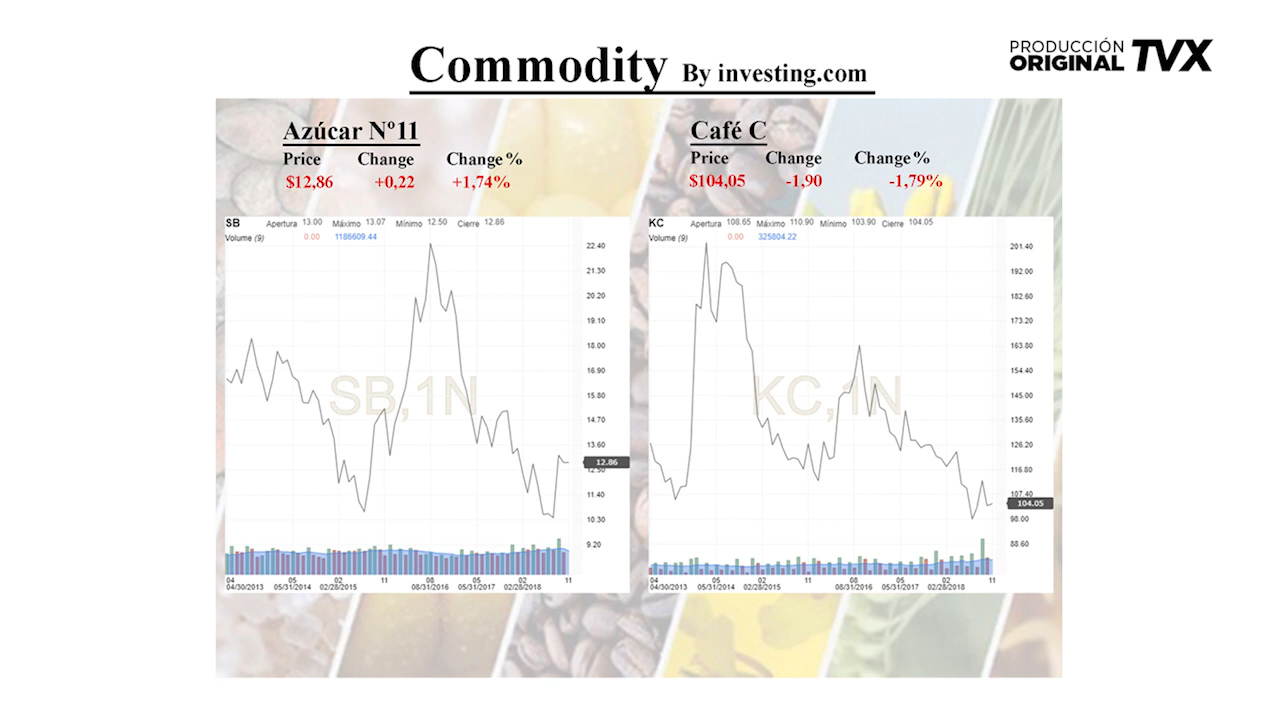 PRODUCCIÓN
ORIGINAL TVX
Commodity By investing.com
Azúcar Nº11
Price Change Change %
$12,86 +0,22 +1,74%
SB Apertura 13.00 Máximo 13.07 Mínimo 12.50 Cierre 12.86
Volume (9) 0.00 1186609.44
22.40
21.30
20.20
19.10
18.00
16.90
15.80
SB,1N
14.70
13.60
12.86
12.50
11.40
10.30
9.20
04 05 02 11 08 05 02 11
04/30/2013 05/31/2014 02/28/2015 08/31/2016 05/31/2017 02/28/2018
Café C
Price Change Change %
$104,05 -1,90 -1,79%
KC Apertura 108.65 Máximo 110.90 Mínimo 103.90 Cierre 104.05
Volume (9) 0.00 325804.22
201.40
192.00
182.60
173.20
163.80
154.40
KC,1N
145.00
135.60
126.20
116.80
107.40
104.05
98.00
88.60
04 05 02 11 08 05 02 11
04/30/2013 05/31/2014 02/28/2015 08/31/2016 05/31/2017 02/28/2018